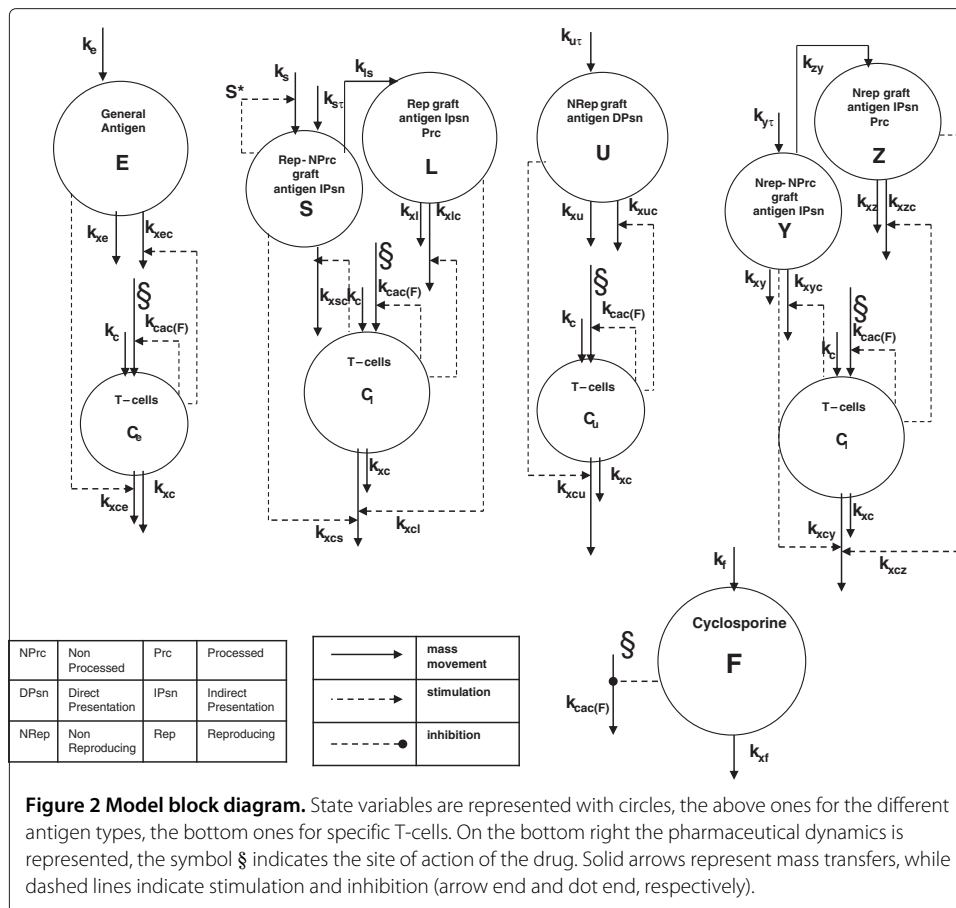 k_e
General
Antigen
E
k_xe
k_xec
§
k_c
k_cac(F)
T-cells
C_e
k_xce
k_xc
S*
k_s
k_sτ
k_ls
Rep-NPrc
graft
antigen IPsn
S
Rep graft
antigen Ipsn
Prc
L
k_xl
k_xlc
§
k_xsc
k_c
k_cac(F)
T-cells
C_l
k_xc
k_xcs
k_xcl
k_uτ
NRep graft
antigen DPsn
U
k_xu
k_xuc
§
k_c
k_cac(F)
T-cells
C_u
k_xcu
k_xc
k_zy
k_yτ
Nrep graft
antigen IPsn
Prc
Z
Nrep-NPrc
graft
antigen IPsn
Y
k_xz
k_xzc
k_xy
k_xyc
§
k_c
k_cac(F)
T-cells
C_l
k_xc
k_xcy
k_xcz
k_f
Cyclosporine
F
§
k_cac(F)
k_xf
NPrc Non Processed Prc Processed
DPsn Direct Presentation IPsn Indirect Presentation
NRep Non Reproducing Rep Reproducing
mass
movement
stimulation
inhibition
Figure 2 Model block diagram. State variables are represented with circles, the above ones for the different
antigen types, the bottom ones for specific T-cells. On the bottom right the pharmaceutical dynamics is
represented, the symbol § indicates the site of action of the drug. Solid arrows represent mass transfers, while
dashed lines indicate stimulation and inhibition (arrow end and dot end, respectively).